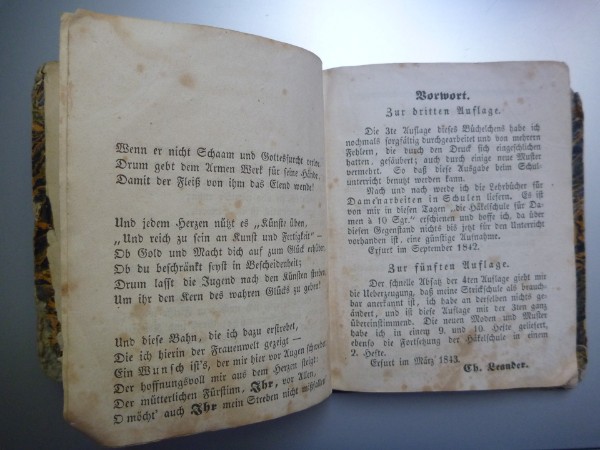 Wenn er nicht Schaam und Gottesfurcht
Drum gebt dem Armen Werk für seine Hände,
Damit der Fleiß von ihm das Elend wende!
Und jedem Herzen nützt es „Künste üben,
„Und reich zu sein an Kunst und Fertigkeit“ —
Ob Gold und Macht dich auf zum Glück
Ob du beschränkt seyst in Bescheidenheit;
Drum laßt die Jugend nach den Künsten
Um ihr den Kern des wahren Glücks zu geben!
Und diese Bahn, die ich dazu erstrebet,
Die ich hierin der Frauenwelt gezeigt —
Ein Wunsch ist's, der mir hier vor Augen
Der hoffnungsvoll mir aus dem Herzen steigt:
Der mütterlichen Fürstinn, Ihr, vor Allen,
O möcht' auch Ihr mein Streben nicht mißfallen
Vorwort.
Zur dritten Auflage.
Die 3te Auflage dieses Büchelchens habe ich
nochmals sorgfältig durchgearbeitet und von mehreren
Fehlern, die durch den Druck sich eingeschlichen
hatten, gesäubert; auch durch einige neue Muster
vermehrt. So daß diese Ausgabe beim Schul-
unterricht benutzt werden kann.
Nach und nach werde ich die Lehrbücher für
Damenarbeiten in Schulen liefern. Es ist
von mir in diesen Tagen „die Häkelschule für Da-
men à 10 Sgr.“ erschienen und hoffe ich, da über
diesen Gegenstand nichts bis jetzt für den Unterricht
vorhanden ist, eine günstige Aufnahme.
Erfurt im September 1842.
Zur fünften Auflage.
Der schnelle Absatz der 4ten Auflage giebt mir
die Ueberzeugung, daß meine Strickschule als brauch-
bar anerkannt ist, ich habe an derselben nichts ge-
ändert, und ist diese Auflage mit der 3ten ganz
übereinstimmend. Die neuen Moden und Muster
habe ich in einem 9. und 10. Hefte geliefert,
ebenso die Fortsetzung der Häkelschule in einem
2. Hefte.
Erfurt im März 1843.
Ch. Leander.